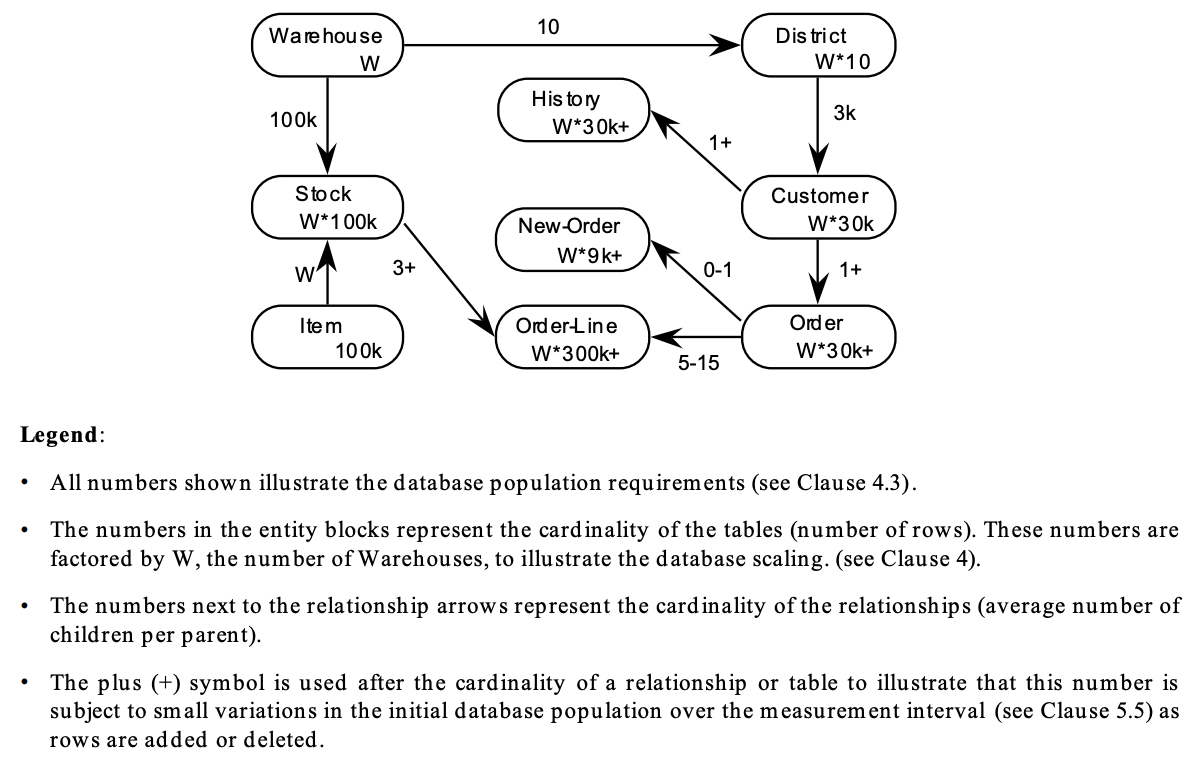 Warehouse
W
10
District
W*10
History
W*30k+
100k
3k
1+
Stock
W*100k
Customer
W*30k
New-Order
W*9k+
W
3+
0-1
1+
Item
100k
Order-Line
W*300k+
5-15
Order
W*30k+
Legend:
• All numbers shown illustrate the database population requirements (see Clause 4.3).
• The numbers in the entity blocks represent the cardinality of the tables (number of rows). These numbers are
factored by W, the number of Warehouses, to illustrate the database scaling. (see Clause 4).
• The numbers next to the relationship arrows represent the cardinality of the relationships (average number of
children per parent).
• The plus (+) symbol is used after the cardinality of a relationship or table to illustrate that this number is
subject to small variations in the initial database population over the measurement interval (see Clause 5.5) as
rows are added or deleted.